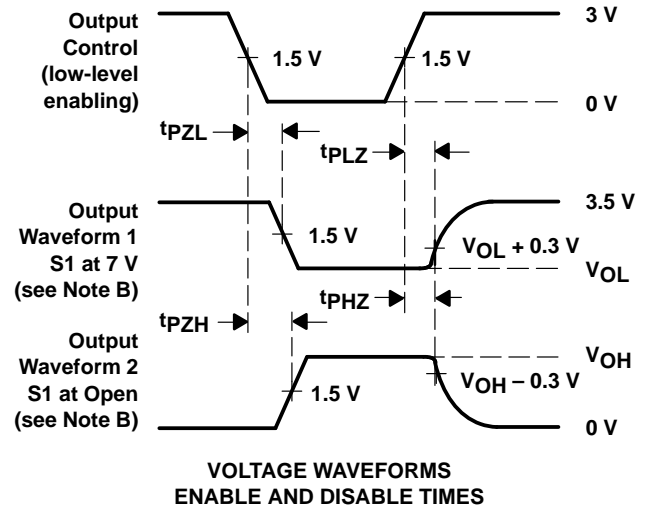 Output
Control
(low-level
enabling)
1.5 V
1.5 V
3 V
0 V
tPZL
tPLZ
Output
Waveform 1
S1 at 7 V
(see Note B)
1.5 V
3.5 V
VOL + 0.3 V
VOL
tPHZ
tPZH
Output
Waveform 2
S1 at Open
(see Note B)
1.5 V
VOH
VOH – 0.3 V
0 V
VOLTAGE WAVEFORMS
ENABLE AND DISABLE TIMES